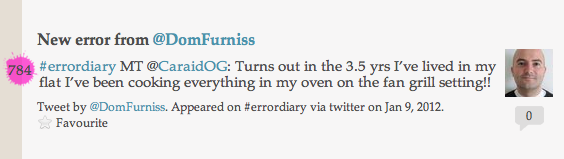 New error from @DomFurniss
784
#errordiary MT @CaraidOG: Turns out in the 3.5 yrs I've lived in my
flat I've been cooking everything in my oven on the fan grill setting!!
Tweet by @DomFurniss. Appeared on #errordiary via twitter on Jan 9, 2012.
Favourite
0